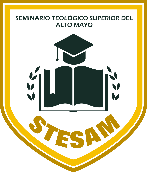 SEMINARIO TEOLÓGICO SUPERIOR DEL
ALTO MAYO
STESAM